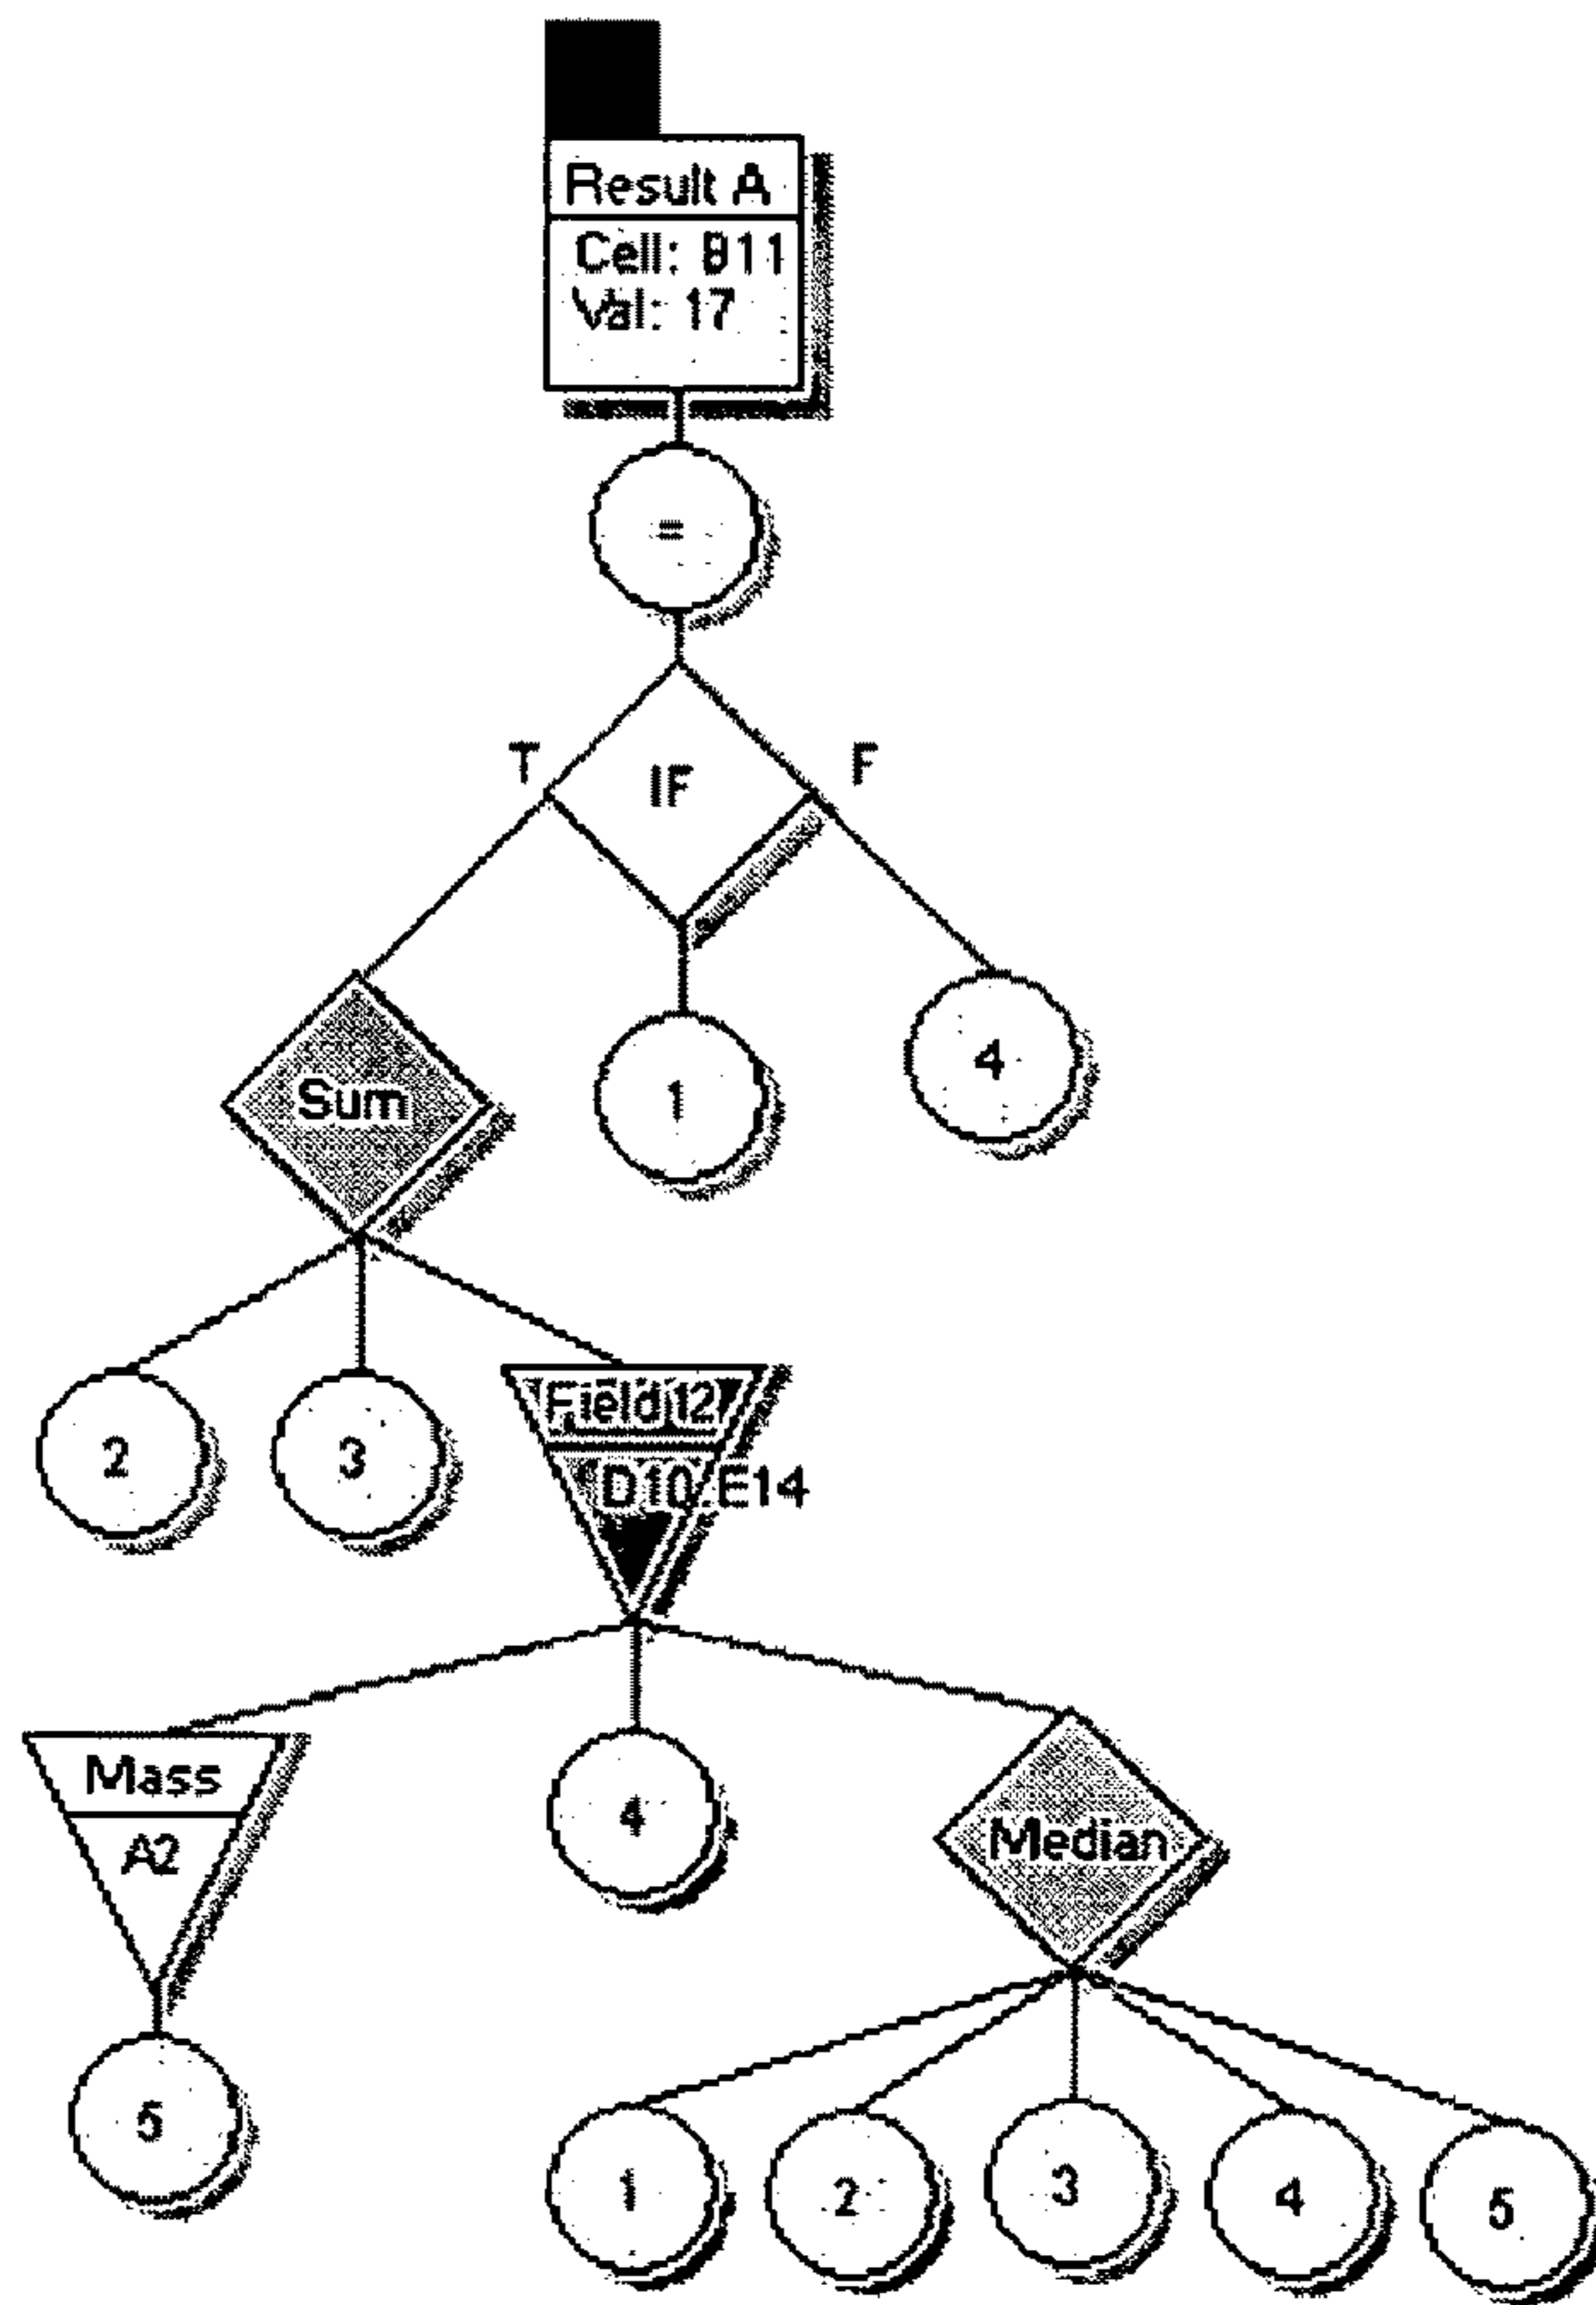 Result A
Cell: B11
Val: 17
=
T IF F
Sum 1 4
2 3 Field 12
D10:E14
Mass
A2
4
Median
5
1 2 3 4 5